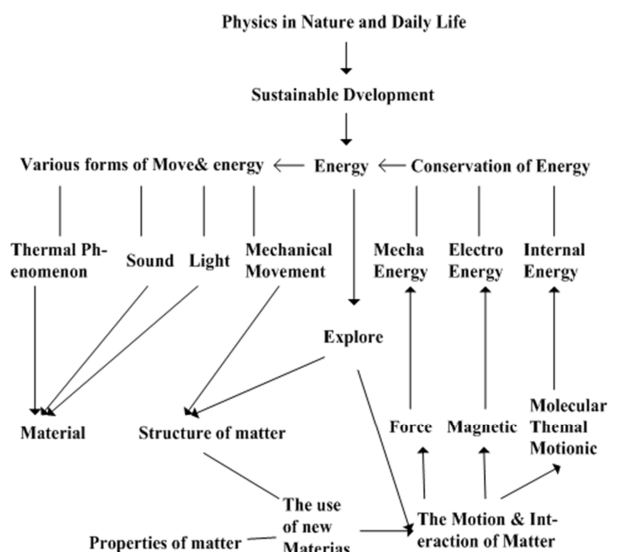 Physics in Nature and Daily Life
Sustainable Dvelopment
Various forms of Move& energy
Energy
Conservation of Energy
Thermal Ph-
enomenon
Sound
Light
Mechanical
Movement
Mecha
Energy
Electro
Energy
Internal
Energy
Explore
Material
Structure of matter
Force
Magnetic
Molecular
Themal
Motionic
Properties of matter
The use
of new
Materias
The Motion & Int-
eraction of Matter